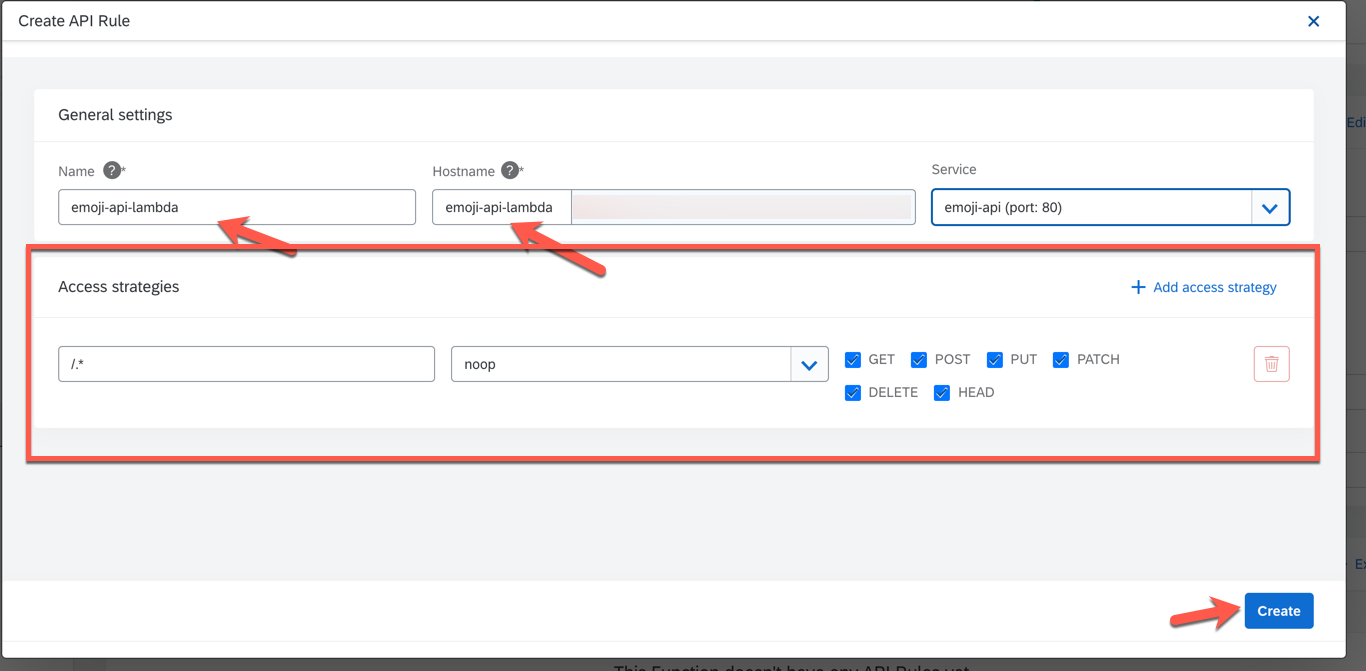 Create API Rule
General settings
Name ?*
Hostname ?*
Service
emoji-api-lambda
emoji-api-lambda
emoji-api (port: 80)
Edi
Access strategies
+ Add access strategy
/.*
noop
GET POST PUT PATCH
DELETE HEAD
Create
This Function doesn't have any API Rules yet